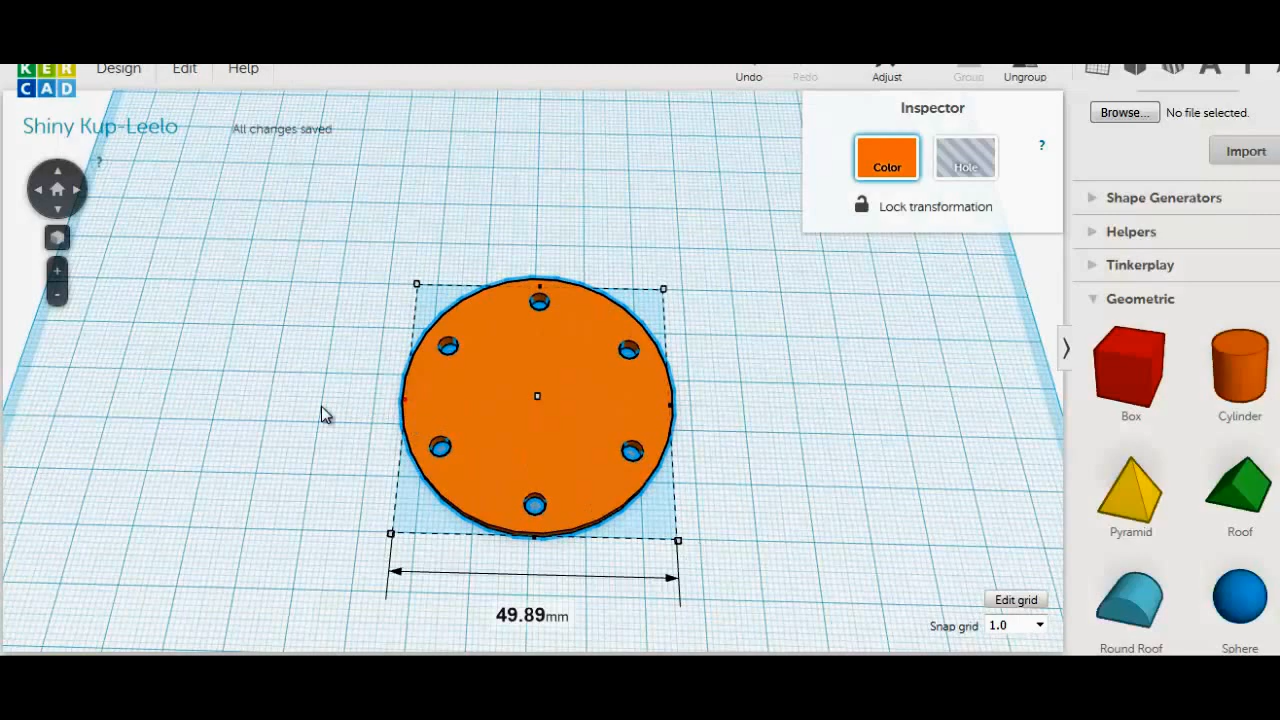 KER
CAD
Design Edit Help
Undo Redo Adjust Group Ungroup
Shiny Kup-Leelo All changes saved
?
Inspector
Color Hole
?
Lock transformation
+
-
Browse... No file selected.
Import
Shape Generators
Helpers
Tinkerplay
Geometric
Box Cylinder
Pyramid Roof
Round Roof Sphere
49.89mm
Edit grid
Snap grid 1.0